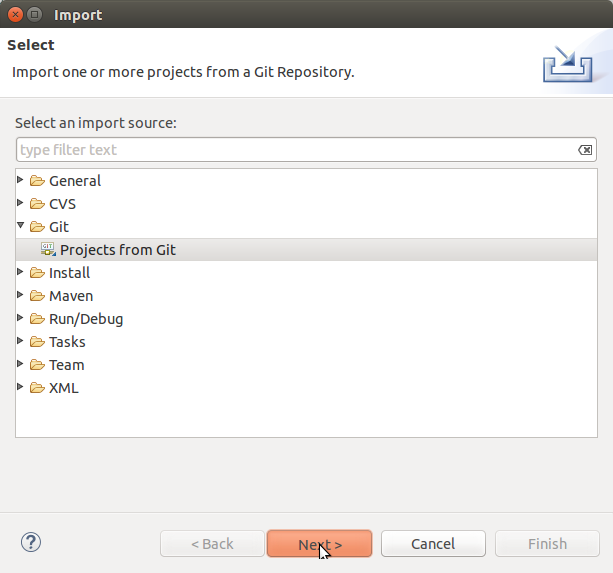 Import
Select
Import one or more projects from a Git Repository.
Select an import source:
type filter text
General
CVS
Git
GIT
Projects from Git
Install
Maven
Run/Debug
Tasks
Team
XML
?
< Back
Next >
Cancel
Finish